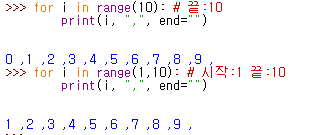 >>> for i in range(10): # 끝:10
        print(i, ",", end="")
0 ,1 ,2 ,3 ,4 ,5 ,6 ,7 ,8 ,9 ,
>>> for i in range(1,10): # 시작:1 끝:10
        print(i, ",", end="")
1 ,2 ,3 ,4 ,5 ,6 ,7 ,8 ,9 ,